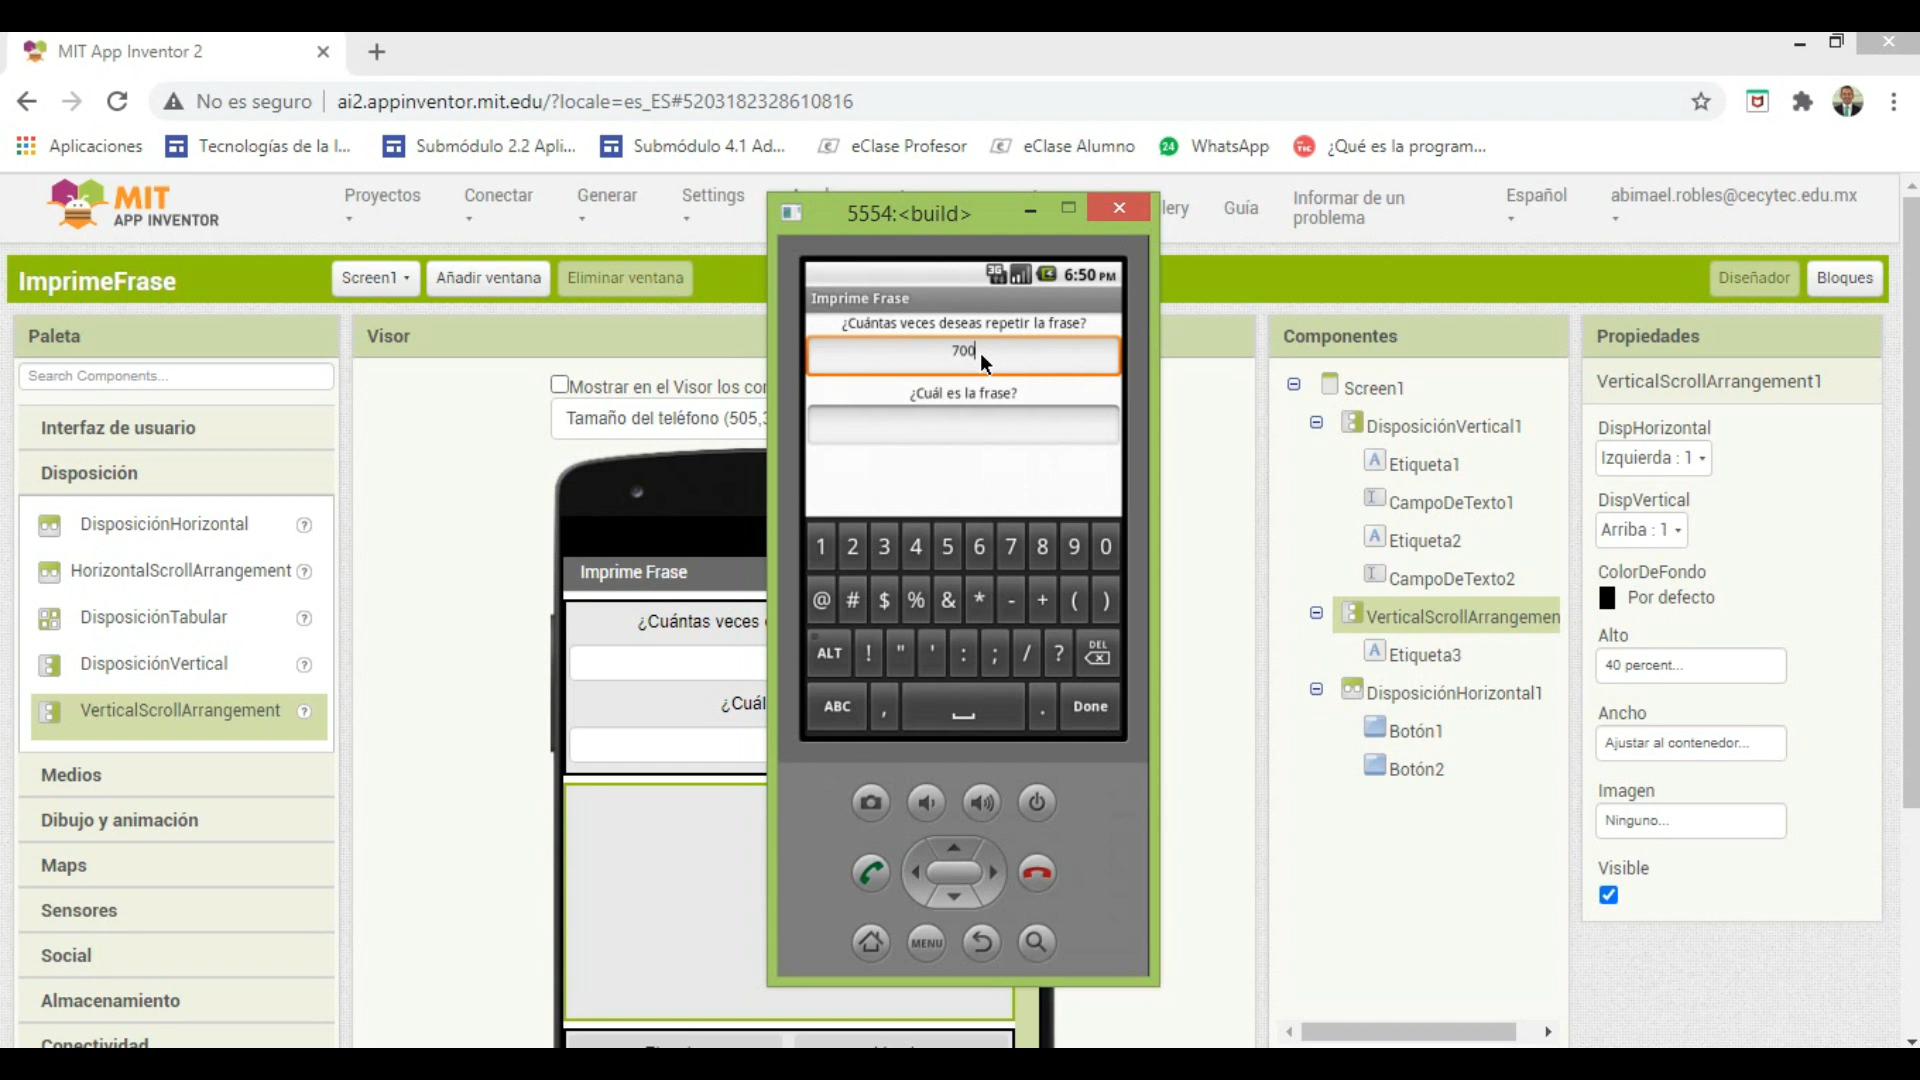 MIT App Inventor 2
No es seguro
ai2.appinventor.mit.edu/?locale=es_ES#5203182328610816
Aplicaciones
Tecnologías de la I...
Submódulo 2.2 Apli...
Submódulo 4.1 Ad...
eClase Profesor
eClase Alumno
24
WhatsApp
TIC
¿Qué es la program...
MIT
APP INVENTOR
Proyectos
Conectar
Generar
Settings
lery
Guía
Informar de un
problema
Español
abimael.robles@cecytec.edu.mx
ImprimeFrase
Screen1
Añadir ventana
Eliminar ventana
Diseñador
Bloques
Paleta
Search Components...
Interfaz de usuario
Disposición
DisposiciónHorizontal
HorizontalScrollArrangement
DisposiciónTabular
DisposiciónVertical
VerticalScrollArrangement
Medios
Dibujo y animación
Maps
Sensores
Social
Almacenamiento
Conectividad
Visor
Mostrar en el Visor los co
Tamaño del teléfono (505,
Imprime Frase
¿Cuántas veces
¿Cuál
5554:<build>
3G
6:50 PM
Imprime Frase
¿Cuántas veces deseas repetir la frase?
700
¿Cuál es la frase?
1 2 3 4 5 6 7 8 9 0
@ # $ % & * - + ( )
ALT ! " ' : ; / ? DEL
ABC , . Done
MENU
Componentes
Screen1
DisposiciónVertical1
Etiqueta1
CampoDeTexto1
Etiqueta2
CampoDeTexto2
VerticalScrollArrangemen
Etiqueta3
DisposiciónHorizontal1
Botón1
Botón2
Propiedades
VerticalScrollArrangement1
DispHorizontal
Izquierda : 1
DispVertical
Arriba : 1
ColorDeFondo
Por defecto
Alto
40 percent...
Ancho
Ajustar al contenedor...
Imagen
Ninguno...
Visible